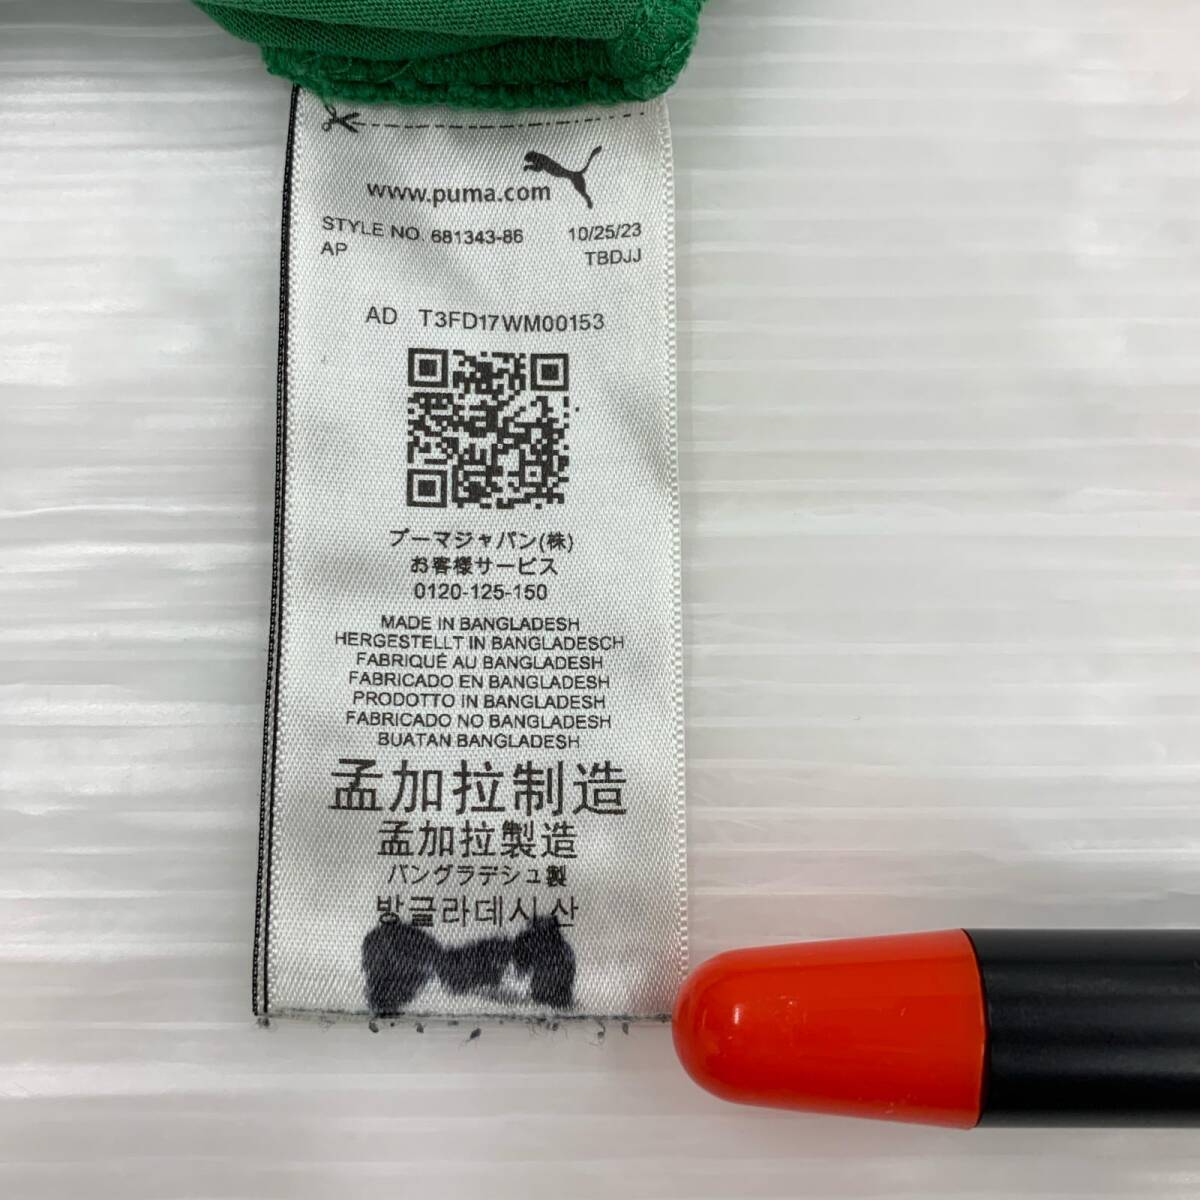 www.puma.com
STYLE NO. 681343-86 10/25/23
AP TBDJJ
AD T3FD17WM00153
プーマジャパン(株)
お客様サービス
0120-125-150
MADE IN BANGLADESH
HERGESTELLT IN BANGLADESCH
FABRIQUÉ AU BANGLADESH
FABRICADO EN BANGLADESH
PRODOTTO IN BANGLADESH
FABRICADO NO BANGLADESH
BUATAN BANGLADESH
孟加拉制造
孟加拉製造
バングラデシュ製
방글라데시 산